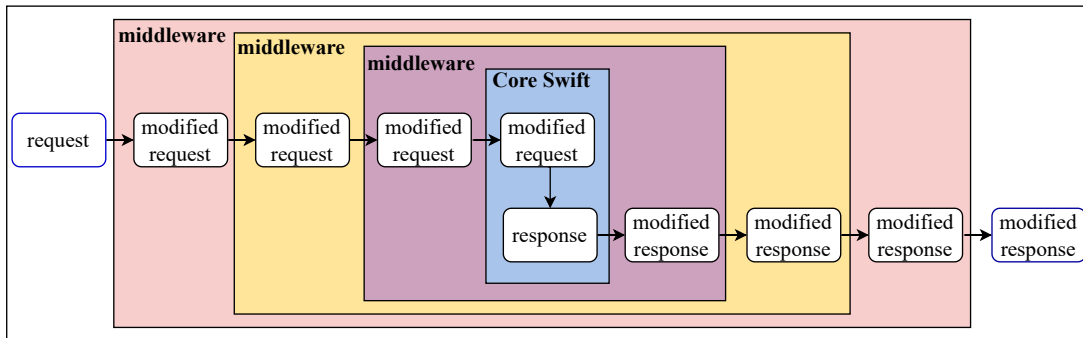 middleware
middleware
middleware
Core Swift
request
modified
request
modified
request
modified
request
modified
request
response
modified
response
modified
response
modified
response
modified
response